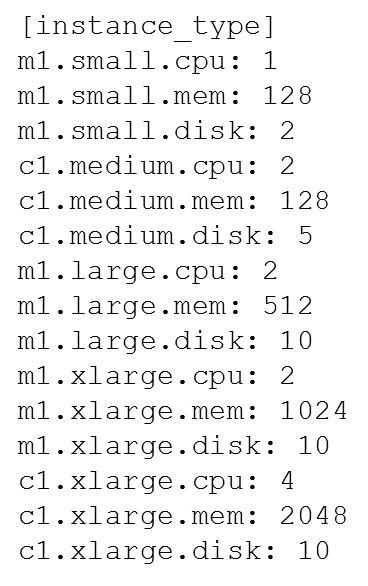 [instance_type]
m1.small.cpu: 1
m1.small.mem: 128
m1.small.disk: 2
c1.medium.cpu: 2
c1.medium.mem: 128
c1.medium.disk: 5
m1.large.cpu: 2
m1.large.mem: 512
m1.large.disk: 10
m1.xlarge.cpu: 2
m1.xlarge.mem: 1024
m1.xlarge.disk: 10
c1.xlarge.cpu: 4
c1.xlarge.mem: 2048
c1.xlarge.disk: 10